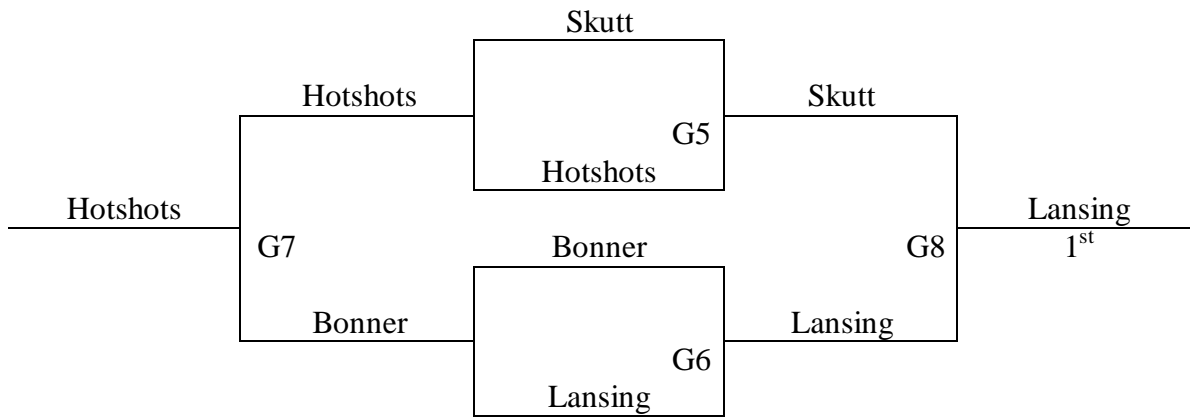 Skutt
Hotshots
Skutt
G5
Hotshots
Hotshots
Lansing
G7
Bonner
G8
1st
Bonner
Lansing
G6
Lansing